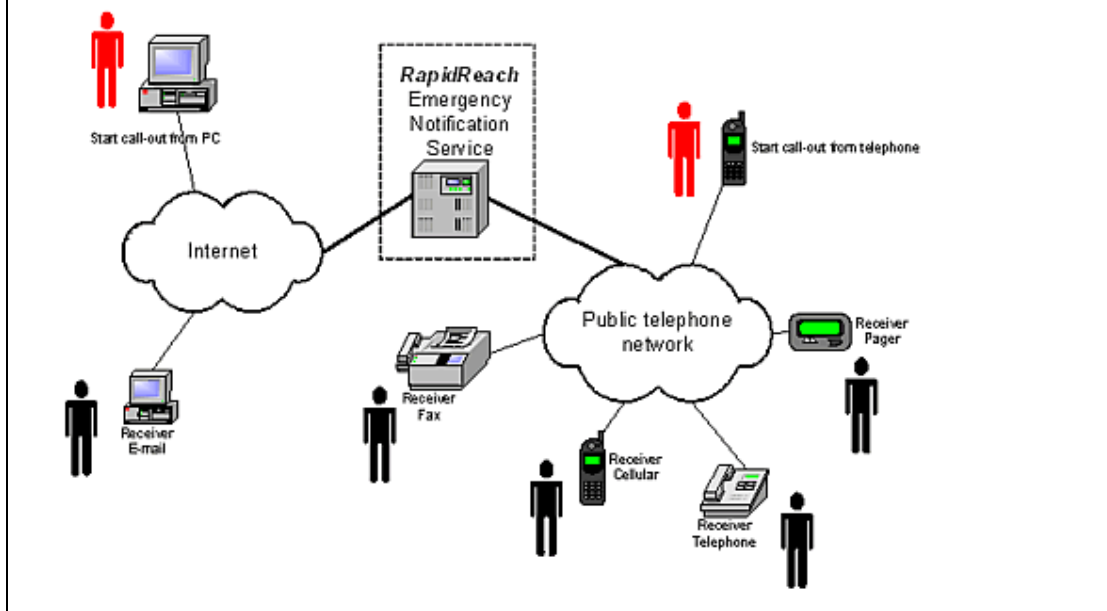 RapidReach
Emergency
Notification
Service
Start call-out from PC
Start call-out from telephone
Internet
Public telephone
network
Receiver
Pager
Receiver
Fax
Receiver
E-mail
Receiver
Cellular
Receiver
Telephone